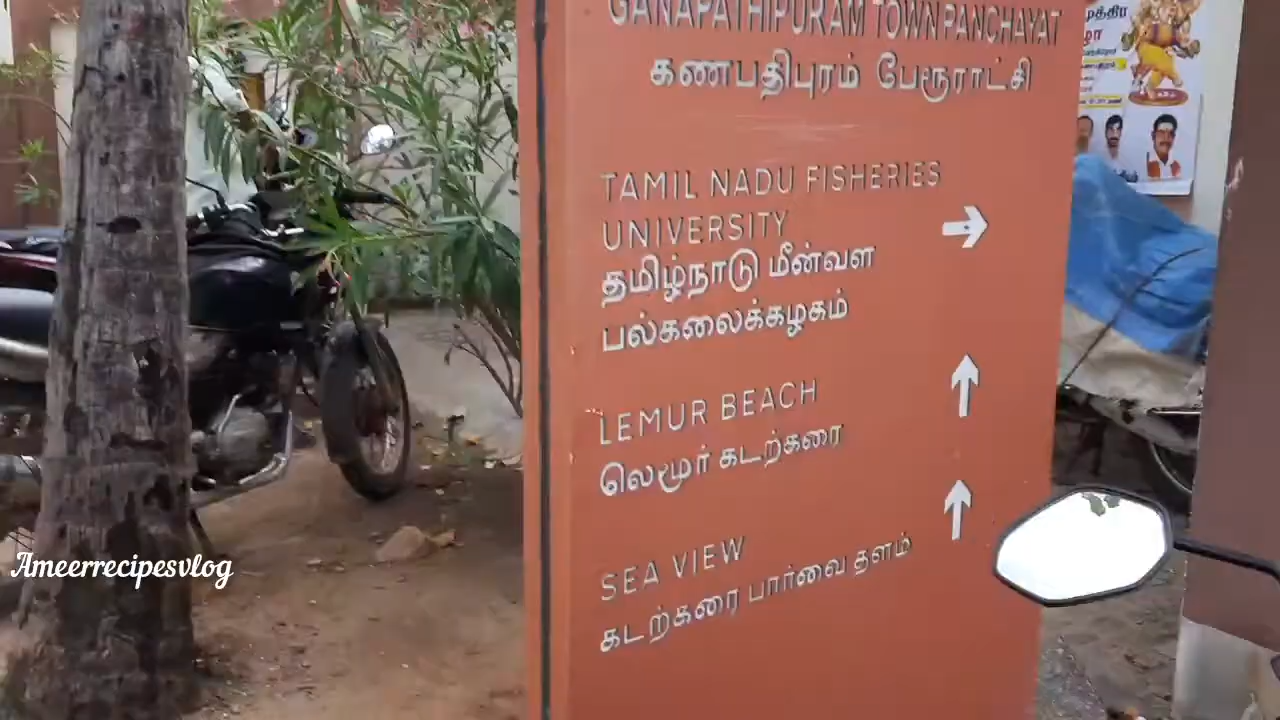 GANAPATHIPURAM TOWN PANCHAYAT
கணபதிபுரம் பேரூராட்சி
TAMIL NADU FISHERIES
UNIVERSITY
தமிழ்நாடு மீன்வள
பல்கலைக்கழகம்
LEMUR BEACH
லெமூர் கடற்கரை
SEA VIEW
கடற்கரை பார்வை தளம்
Ameerrecipesvlog